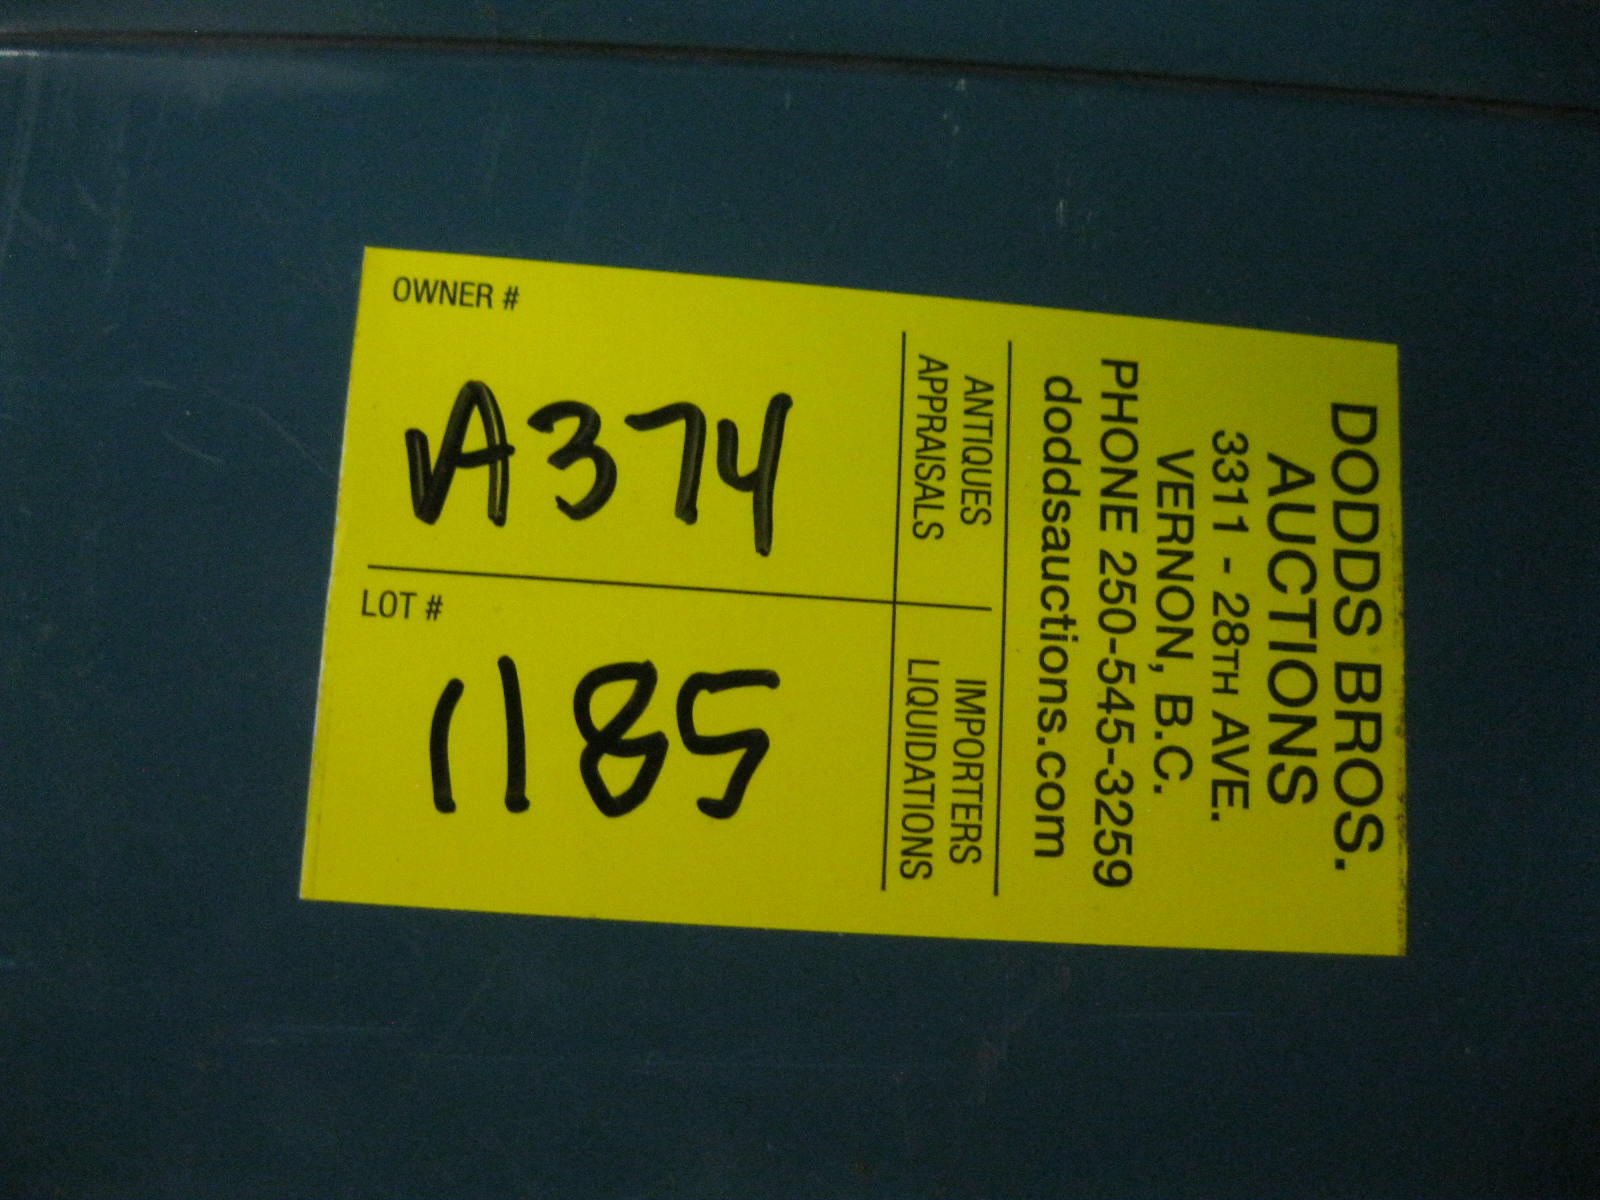 OWNER #
A374
LOT #
1185
DODDS BROS.
AUCTIONS
3311 - 28TH AVE.
VERNON, B.C.
PHONE 250-545-3259
doddsauctions.com
ANTIQUES
APPRAISALS
IMPORTERS
LIQUIDATIONS